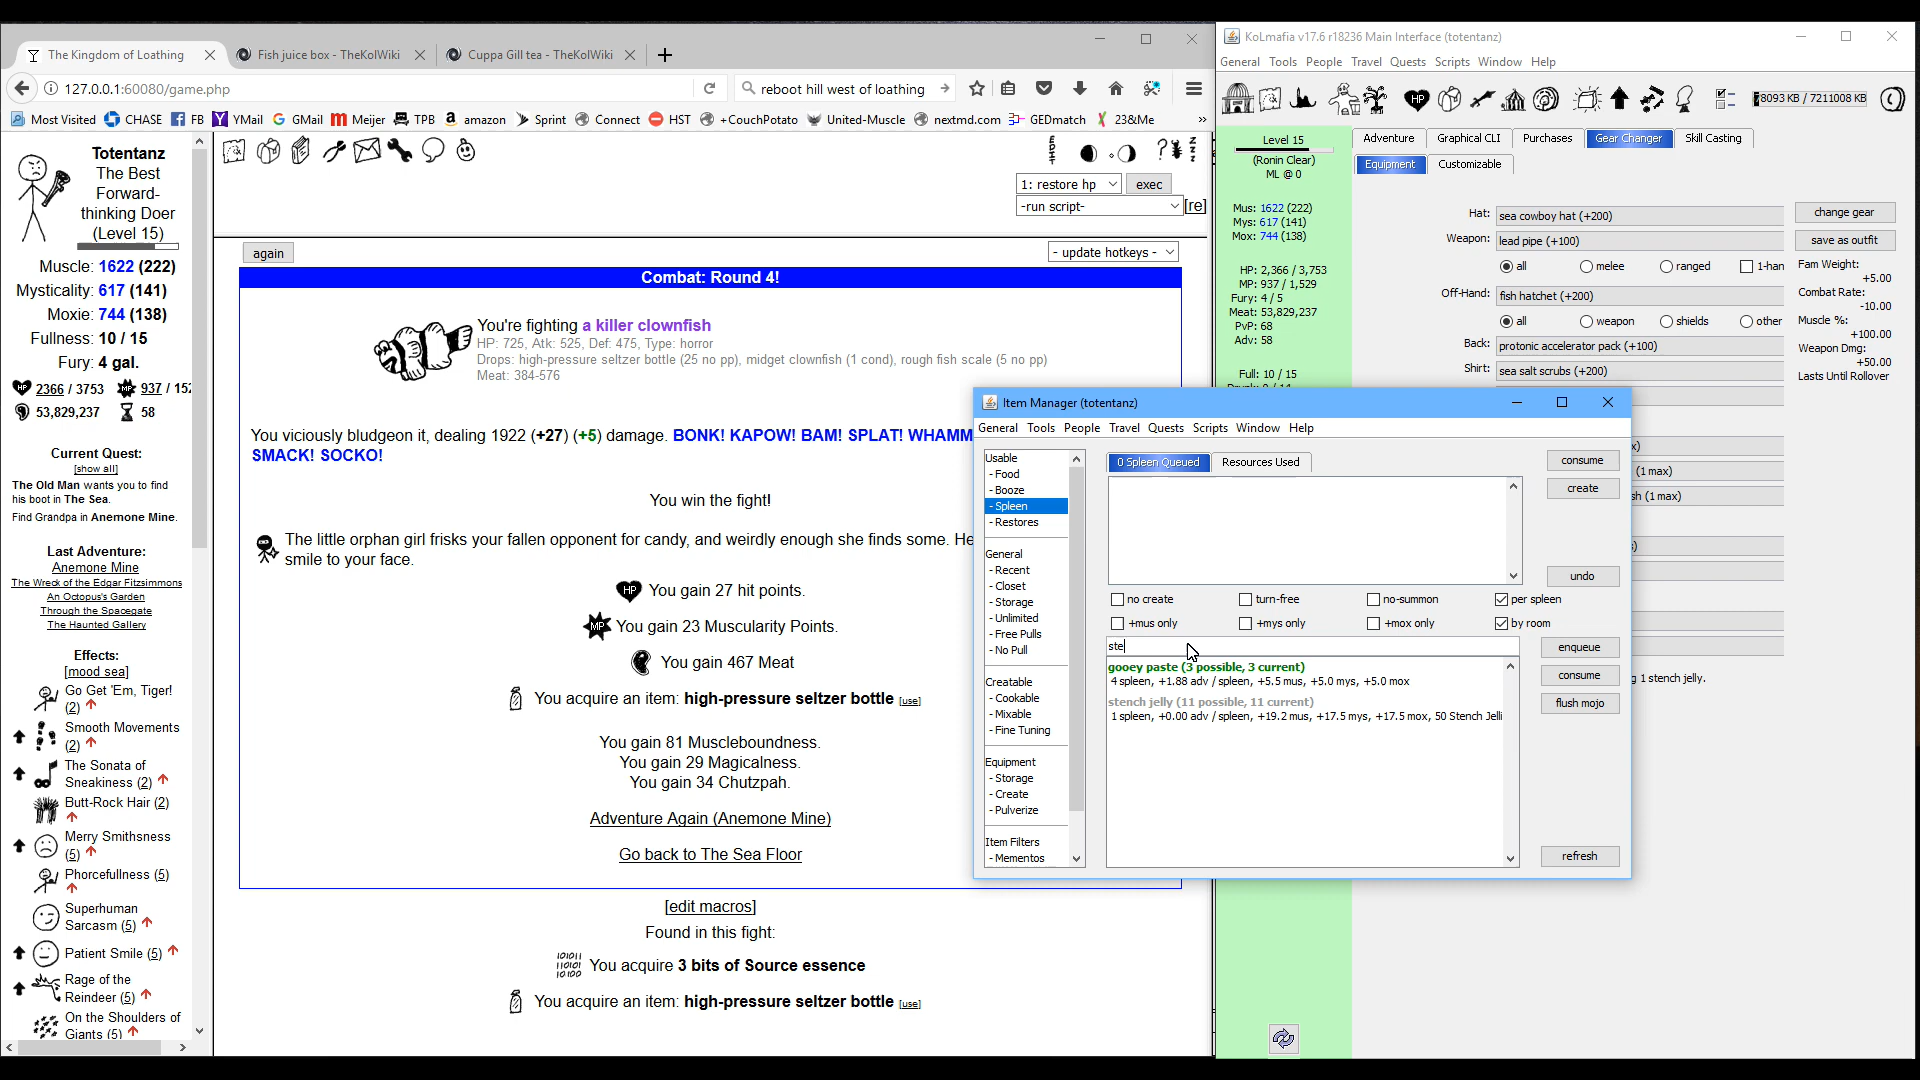 The Kingdom of Loathing
Fish juice box - TheKolWiki
Cuppa Gill tea - TheKolWiki
127.0.0.1:60080/game.php
reboot hill west of loathing
Most Visited CHASE FB YMail GMail Meijer TPB amazon Sprint Connect HST +CouchPotato United-Muscle nextmd.com GEDmatch 23&Me
Totentanz
The Best
Forward-
thinking Doer
(Level 15)
Muscle: 1622 (222)
Mysticality: 617 (141)
Moxie: 744 (138)
Fullness: 10 / 15
Fury: 4 gal.
HP 2366 / 3753 MP 937 / 152
53,829,237 58
Current Quest:
[show all]
The Old Man wants you to find
his boot in The Sea.
Find Grandpa in Anemone Mine.
Last Adventure:
Anemone Mine
The Wreck of the Edgar Fitzsimmons
An Octopus's Garden
Through the Spacegate
The Haunted Gallery
Effects:
[mood sea]
Go Get 'Em, Tiger!
(2)
Smooth Movements
(2)
The Sonata of
Sneakiness (2)
Butt-Rock Hair (2)
Merry Smithsness
(5)
Phorcefullness (5)
Superhuman
Sarcasm (5)
Patient Smile (5)
Rage of the
Reindeer (5)
On the Shoulders of
Giants (5)
EDIT
1: restore hp exec
-run script- [re]
again
- update hotkeys -
Combat: Round 4!
You're fighting a killer clownfish
HP: 725, Atk: 525, Def: 475, Type: horror
Drops: high-pressure seltzer bottle (25 no pp), midget clownfish (1 cond), rough fish scale (5 no pp)
Meat: 384-576
You viciously bludgeon it, dealing 1922 (+27) (+5) damage. BONK! KAPOW! BAM! SPLAT! WHAMM
SMACK! SOCKO!
You win the fight!
The little orphan girl frisks your fallen opponent for candy, and weirdly enough she finds some. He
smile to your face.
HP You gain 27 hit points.
MP You gain 23 Muscularity Points.
You gain 467 Meat
You acquire an item: high-pressure seltzer bottle [use]
You gain 81 Muscleboundness.
You gain 29 Magicalness.
You gain 34 Chutzpah.
Adventure Again (Anemone Mine)
Go back to The Sea Floor
[edit macros]
Found in this fight:
You acquire 3 bits of Source essence
You acquire an item: high-pressure seltzer bottle [use]
KoLmafia v17.6 r18236 Main Interface (totentanz)
General Tools People Travel Quests Scripts Window Help
HP
78093 KB / 7211008 KB
Level 15
(Ronin Clear)
ML @ 0
Mus: 1622 (222)
Mys: 617 (141)
Mox: 744 (138)
HP: 2,366 / 3,753
MP: 937 / 1,529
Fury: 4 / 5
Meat: 53,829,237
PvP: 68
Adv: 58
Full: 10 / 15
Adventure Graphical CLI Purchases Gear Changer Skill Casting
Equipment Customizable
Hat: sea cowboy hat (+200)
Weapon: lead pipe (+100)
all melee ranged 1-han
Off-Hand: fish hatchet (+200)
all weapon shields other
Back: protonic accelerator pack (+100)
Shirt: sea salt scrubs (+200)
change gear
save as outfit
Fam Weight:
+5.00
Combat Rate:
-10.00
Muscle %:
+100.00
Weapon Dmg:
+50.00
Lasts Until Rollover
x)
(1 max)
sh (1 max)
g 1 stench jelly.
Item Manager (totentanz)
General Tools People Travel Quests Scripts Window Help
Usable
- Food
- Booze
- Spleen
- Restores
General
- Recent
- Closet
- Storage
- Unlimited
- Free Pulls
- No Pull
Creatable
- Cookable
- Mixable
- Fine Tuning
Equipment
- Storage
- Create
- Pulverize
Item Filters
- Mementos
0 Spleen Queued Resources Used
consume
create
undo
no create turn-free no-summon per spleen
+mus only +mys only +mox only by room
ste
enqueue
consume
flush mojo
refresh
gooey paste (3 possible, 3 current)
4 spleen, +1.88 adv / spleen, +5.5 mus, +5.0 mys, +5.0 mox
stench jelly (11 possible, 11 current)
1 spleen, +0.00 adv / spleen, +19.2 mus, +17.5 mys, +17.5 mox, 50 Stench Jelli